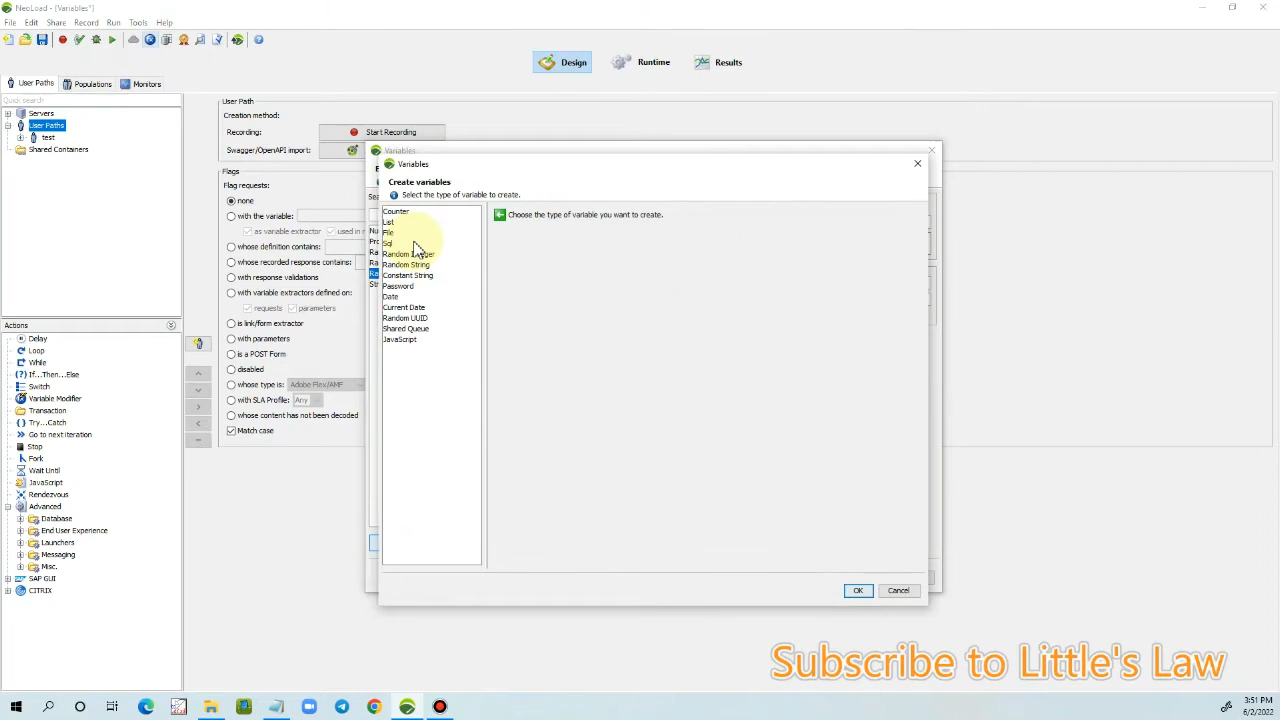 NeoLoad - [Variables*]
File Edit Share Record Run Tools Help
Design Runtime Results
User Paths Populations Monitors
Quick search
Servers
User Paths
test
Shared Containers
User Path
Creation method:
Recording: Start Recording
Swagger/OpenAPI import:
Flags
Flag requests:
none
with the variable:
as variable extractor
whose definition contains:
whose recorded response contains:
with response validations
with variable extractors defined on:
requests parameters
is link/form extractor
with parameters
is a POST Form
disabled
whose type is: Adobe Flex/AMF
with SLA Profile: Any
whose content has not been decoded
Match case
Actions
Delay
Loop
While
If...Then...Else
Switch
Variable Modifier
Transaction
Try...Catch
Go to next iteration
Stop
Fork
Wait Until
JavaScript
Rendezvous
Advanced
Database
End User Experience
Launchers
Messaging
Misc.
SAP GUI
CITRIX
Variables
Variables
Create variables
Select the type of variable to create.
Counter
List
File
Sql
Random
Random String
Constant String
Password
Date
Current Date
Random UUID
Shared Queue
JavaScript
Choose the type of variable you want to create.
OK Cancel
Subscribe to Little's Law
3:51 PM
6/2/2022